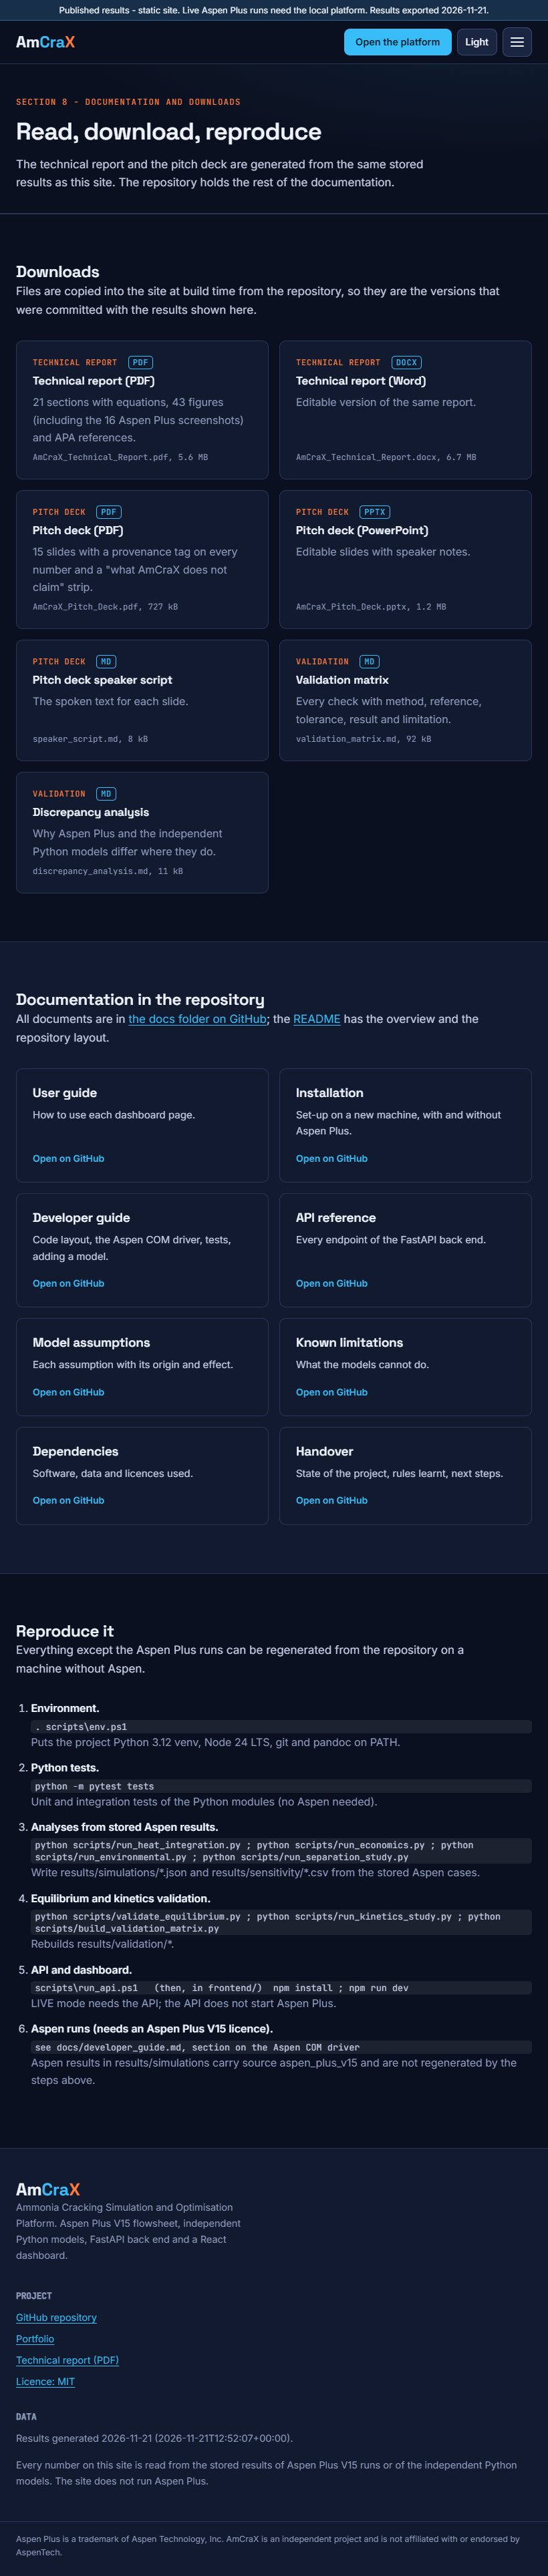 Published results - static site. Live Aspen Plus runs need the local platform. Results exported 2026-11-21.
AmCraX
Open the platform
Light
SECTION 8 - DOCUMENTATION AND DOWNLOADS
Read, download, reproduce
The technical report and the pitch deck are generated from the same stored
results as this site. The repository holds the rest of the documentation.
Downloads
Files are copied into the site at build time from the repository, so they are the versions that
were committed with the results shown here.
TECHNICAL REPORT PDF
Technical report (PDF)
21 sections with equations, 43 figures
(including the 16 Aspen Plus screenshots)
and APA references.
AmCraX_Technical_Report.pdf, 5.6 MB
TECHNICAL REPORT DOCX
Technical report (Word)
Editable version of the same report.
AmCraX_Technical_Report.docx, 6.7 MB
PITCH DECK PDF
Pitch deck (PDF)
15 slides with a provenance tag on every
number and a "what AmCraX does not
claim" strip.
AmCraX_Pitch_Deck.pdf, 727 kB
PITCH DECK PPTX
Pitch deck (PowerPoint)
Editable slides with speaker notes.
AmCraX_Pitch_Deck.pptx, 1.2 MB
PITCH DECK MD
Pitch deck speaker script
The spoken text for each slide.
speaker_script.md, 8 kB
VALIDATION MD
Validation matrix
Every check with method, reference,
tolerance, result and limitation.
validation_matrix.md, 92 kB
VALIDATION MD
Discrepancy analysis
Why Aspen Plus and the independent
Python models differ where they do.
discrepancy_analysis.md, 11 kB
Documentation in the repository
All documents are in the docs folder on GitHub; the README has the overview and the
repository layout.
User guide
How to use each dashboard page.
Open on GitHub
Installation
Set-up on a new machine, with and without
Aspen Plus.
Open on GitHub
Developer guide
Code layout, the Aspen COM driver, tests,
adding a model.
Open on GitHub
API reference
Every endpoint of the FastAPI back end.
Open on GitHub
Model assumptions
Each assumption with its origin and effect.
Open on GitHub
Known limitations
What the models cannot do.
Open on GitHub
Dependencies
Software, data and licences used.
Open on GitHub
Handover
State of the project, rules learnt, next steps.
Open on GitHub
Reproduce it
Everything except the Aspen Plus runs can be regenerated from the repository on a
machine without Aspen.
1. Environment.
. scripts\env.ps1
Puts the project Python 3.12 venv, Node 24 LTS, git and pandoc on PATH.
2. Python tests.
python -m pytest tests
Unit and integration tests of the Python modules (no Aspen needed).
3. Analyses from stored Aspen results.
python scripts/run_heat_integration.py ; python scripts/run_economics.py ; python
scripts/run_environmental.py ; python scripts/run_separation_study.py
Write results/simulations/*.json and results/sensitivity/*.csv from the stored Aspen cases.
4. Equilibrium and kinetics validation.
python scripts/validate_equilibrium.py ; python scripts/run_kinetics_study.py ; python
scripts/build_validation_matrix.py
Rebuilds results/validation/*.
5. API and dashboard.
scripts\run_api.ps1 (then, in frontend/) npm install ; npm run dev
LIVE mode needs the API; the API does not start Aspen Plus.
6. Aspen runs (needs an Aspen Plus V15 licence).
see docs/developer_guide.md, section on the Aspen COM driver
Aspen results in results/simulations carry source aspen_plus_v15 and are not regenerated by the
steps above.
AmCraX
Ammonia Cracking Simulation and Optimisation
Platform. Aspen Plus V15 flowsheet, independent
Python models, FastAPI back end and a React
dashboard.
PROJECT
GitHub repository
Portfolio
Technical report (PDF)
Licence: MIT
DATA
Results generated 2026-11-21 (2026-11-21T12:52:07+00:00).
Every number on this site is read from the stored results of Aspen Plus V15 runs or of the independent Python
models. The site does not run Aspen Plus.
Aspen Plus is a trademark of Aspen Technology, Inc. AmCraX is an independent project and is not affiliated with or endorsed by
AspenTech.